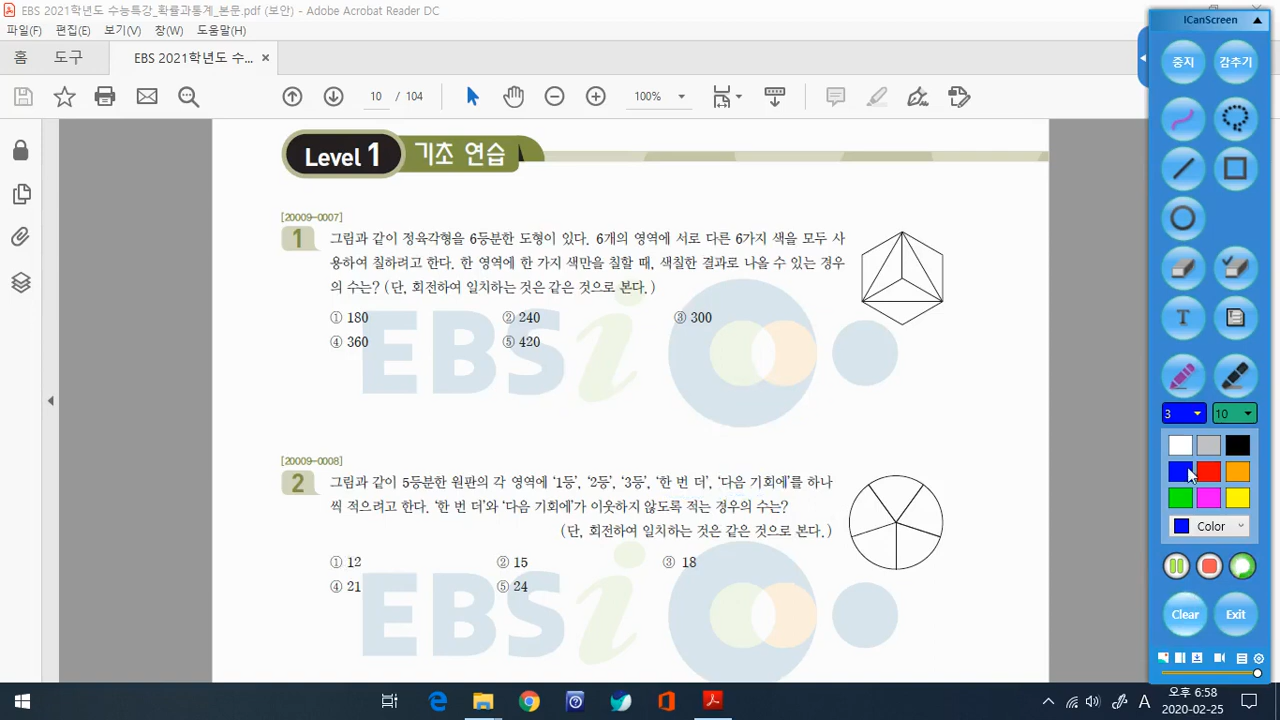 EBS 2021학년도 수능특강_확률과통계_본문.pdf (보안) - Adobe Acrobat Reader DC
파일(F) 편집(E) 보기(V) 창(W) 도움말(H)
홈 도구 EBS 2021학년도 수... ×
10 / 104 100%
Level 1 기초 연습
[20009-0007]
1 그림과 같이 정육각형을 6등분한 도형이 있다. 6개의 영역에 서로 다른 6가지 색을 모두 사
용하여 칠하려고 한다. 한 영역에 한 가지 색만을 칠할 때, 색칠한 결과로 나올 수 있는 경우
의 수는? (단, 회전하여 일치하는 것은 같은 것으로 본다.)
① 180 ② 240 ③ 300
④ 360 ⑤ 420
EBSi
[20009-0008]
2 그림과 같이 5등분한 원판의 각 영역에 ‘1등’, ‘2등’, ‘3등’, ‘한 번 더’, ‘다음 기회에’를 하나
씩 적으려고 한다. ‘한 번 더’와 ‘다음 기회에’가 이웃하지 않도록 적는 경우의 수는?
(단, 회전하여 일치하는 것은 같은 것으로 본다.)
① 12 ② 15 ③ 18
④ 21 ⑤ 24
EBSi
ICanScreen
중지 감추기
T
3 10
Color
Clear Exit
A 오후 6:58
2020-02-25